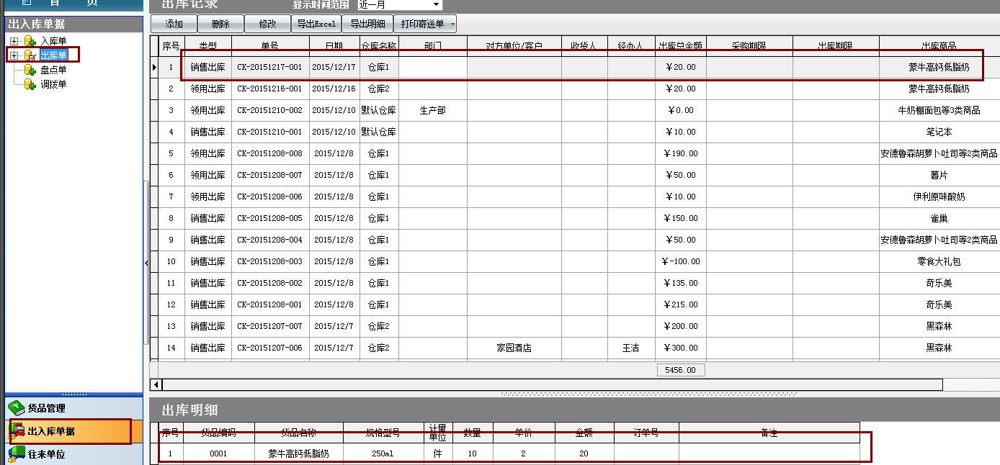 首 页
出库记录 显示时间范围 近一月
出入库单据
添加 删除 修改 导出Excel 导出明细 打印寄送单
入库单
出库单
盘点单
调拨单
序号 类型 单号 日期 仓库名称 部门 对方单位/客户 收货人 经办人 出库总金额 采购期限 出库期限 出库商品
1 销售出库 CK-20151217-001 2015/12/17 仓库1 ￥20.00 蒙牛高钙低脂奶
2 领用出库 CK-20151216-001 2015/12/16 仓库2 ￥20.00 蒙牛高钙低脂奶
3 领用出库 CK-20151210-002 2015/12/10 默认仓库 生产部 ￥0.00 牛奶棚面包等3类商品
4 销售出库 CK-20151210-001 2015/12/10 默认仓库 ￥10.00 笔记本
5 领用出库 CK-20151208-008 2015/12/8 仓库1 ￥190.00 安德鲁森胡萝卜吐司等2类商品
6 领用出库 CK-20151208-007 2015/12/8 仓库1 ￥50.00 薯片
7 领用出库 CK-20151208-006 2015/12/8 仓库1 ￥10.00 伊利原味酸奶
8 销售出库 CK-20151208-005 2015/12/8 仓库1 ￥150.00 雀巢
9 销售出库 CK-20151208-004 2015/12/8 仓库1 ￥50.00 安德鲁森胡萝卜吐司等2类商品
10 销售出库 CK-20151208-003 2015/12/8 仓库1 ￥-100.00 零食大礼包
11 销售出库 CK-20151208-002 2015/12/8 仓库1 ￥135.00 奇乐美
12 销售出库 CK-20151208-001 2015/12/8 仓库1 ￥215.00 奇乐美
13 销售出库 CK-20151207-007 2015/12/7 仓库2 ￥200.00 黑森林
14 销售出库 CK-20151207-006 2015/12/7 仓库2 家园酒店 王洁 ￥300.00 黑森林
5456.00
货品管理
出入库单据
往来单位
出库明细
序号 货品编码 货品名称 规格型号 计量单位 数量 单价 金额 订单号 备注
1 0001 蒙牛高钙低脂奶 250ml 件 10 2 20